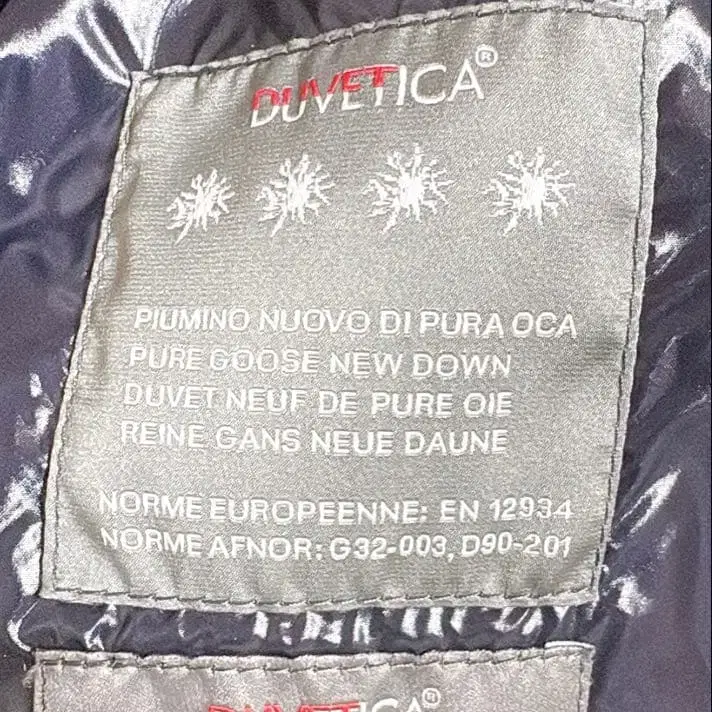 DUVETICA®
PIUMINO NUOVO DI PURA OCA
PURE GOOSE NEW DOWN
DUVET NEUF DE PURE OIE
REINE GANS NEUE DAUNE
NORME EUROPEENNE: EN 12934
NORME AFNOR: G32-003, D90-201
DUVETICA®